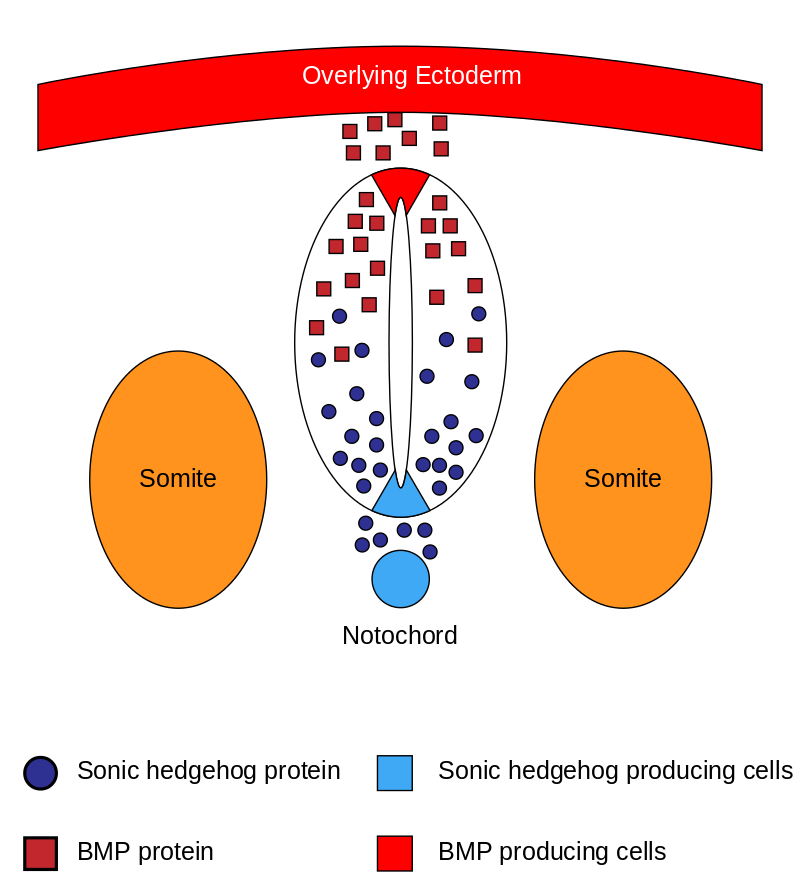 Overlying Ectoderm
Somite
Somite
Notochord
Sonic hedgehog protein
Sonic hedgehog producing cells
BMP protein
BMP producing cells